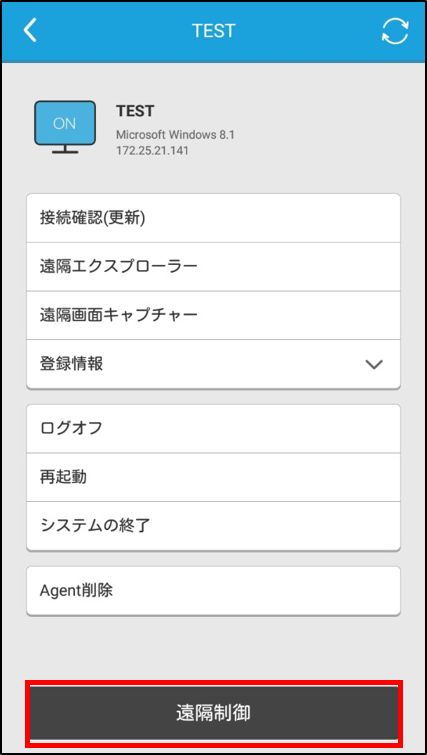 TEST
ON
TEST
Microsoft Windows 8.1
172.25.21.141
接続確認(更新)
遠隔エクスプローラー
遠隔画面キャプチャー
登録情報
ログオフ
再起動
システムの終了
Agent削除
遠隔制御